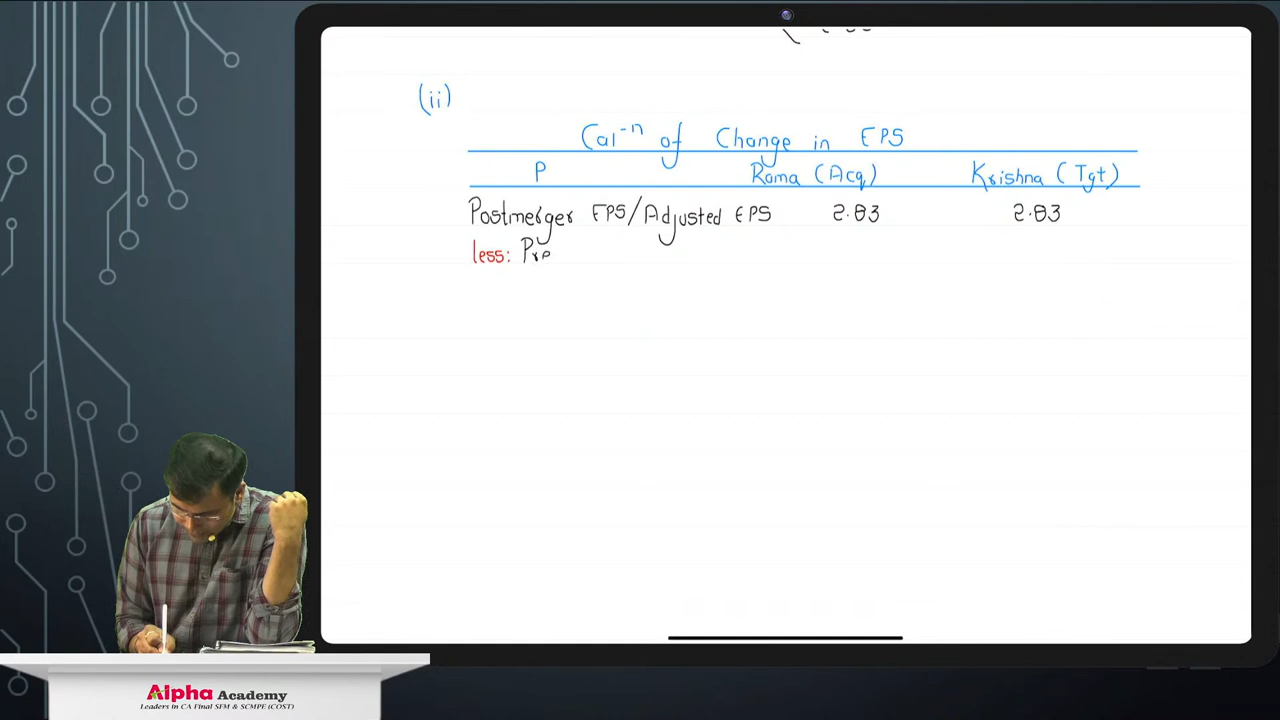 (ii)
Cal⁻ⁿ of Change in EPS
P Rama (Acq) Krishna (Tgt)
Postmerger EPS/Adjusted EPS 2.83 2.83
less: Pre
Alpha Academy
Leaders in CA Final SFM & SCMPE (COST)